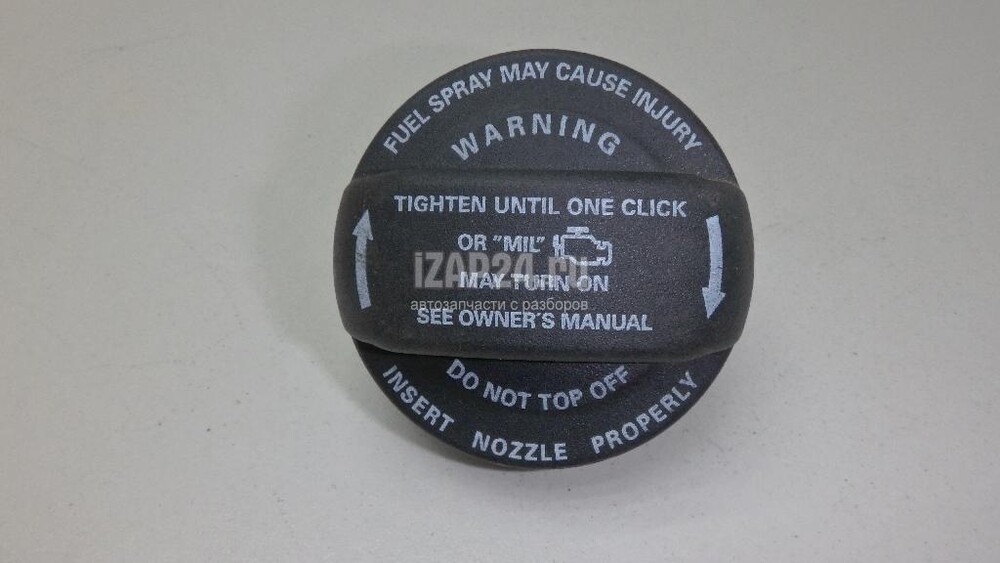 FUEL SPRAY MAY CAUSE INJURY
WARNING
TIGHTEN UNTIL ONE CLICK
OR "MIL"
iZAP24.ru
MAY TURN ON
автозапчасти с разборов
SEE OWNER'S MANUAL
DO NOT TOP OFF
INSERT NOZZLE PROPERLY